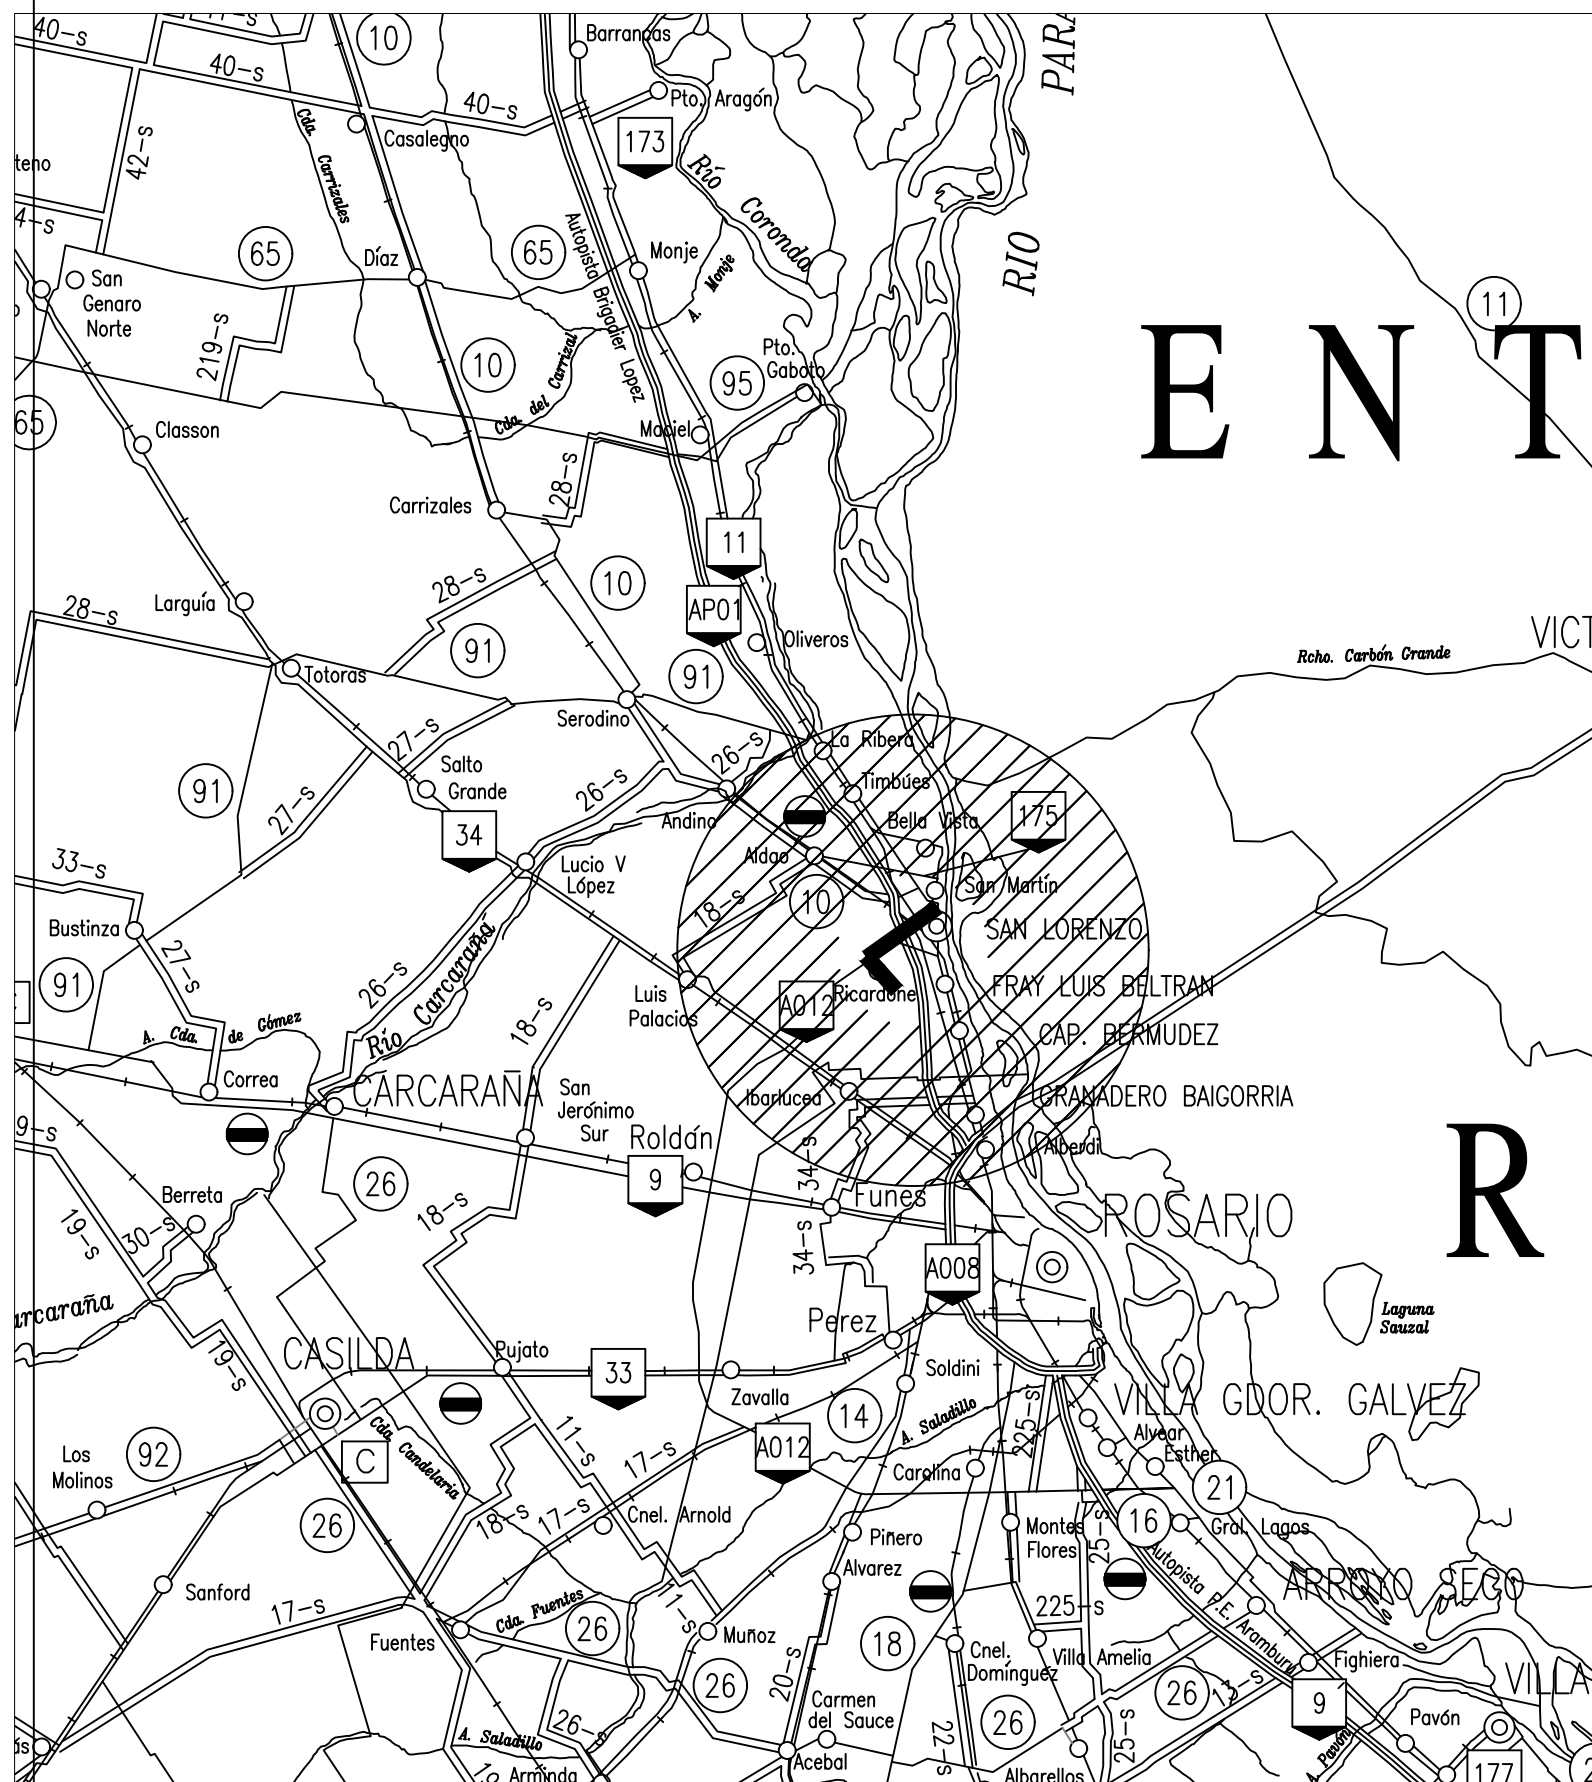 40-s
10
Barrancas
40-s
40-s
Pto. Aragón
PARA
42-s
Cda. Carrizales
Casalegno
173
teno
Río Coronda
4-s
65
Díaz
65
Autopista Brigadier Lopez
Monje
A. Monje
RIO
San
Genaro
Norte
11
219-s
10
Cda. del Carrizal
95
Pto.
Gaboto
E N T
65
Classon
Maciel
Carrizales
28-s
11
28-s
10
Larguía
28-s
AP01
Oliveros
91
91
VICT
Rcho. Carbón Grande
Totoras
Serodino
27-s
26-s
La Ribera
Salto
Grande
91
27-s
26-s
Timbúes
34
Andino
Bella Vista
175
33-s
Lucio V
López
Aldao
San Martín
Bustinza
18-s
10
SAN LORENZO
27-s
Río Carcarañá
91
26-s
Luis
Palacios
A012
Ricardone
FRAY LUIS BELTRAN
A. Cda. de Gómez
18-s
CAP. BERMUDEZ
Correa
CARCARAÑA
San
Jerónimo
Sur
Ibarlucea
GRANADERO BAIGORRIA
9-s
Roldán
Alberdi
26
9
34-s
Berreta
Funes
19-s
30-s
18-s
34-s
ROSARIO
R
A008
arcaraña
Perez
Laguna
Sauzal
CASILDA
Pujato
19-s
33
Zavalla
Soldini
14
A. Saladillo
225-s
VILLA GDOR. GALVEZ
92
Los
Molinos
C
Cda. Candelaria
11-s
17-s
A012
Carolina
Alvear
Esther
21
26
18-s
17-s
Cnel. Arnold
Piñero
Montes
Flores
25-s
16
Gral. Lagos
Sanford
Alvarez
Autopista P.E. Aramburu
ARROYO SECO
17-s
Fuentes
Cda. Fuentes
26
11-s
Muñoz
18
225-s
Cnel.
Domínguez
Villa Amelia
Fighiera
26
20-s
26
13-s
9
VILLA
Carmen
del Sauce
26
Pavón
A. Saladillo
26-s
22-s
25-s
A. Pavón
ás
Arminda
Acebal
Albarellos
177